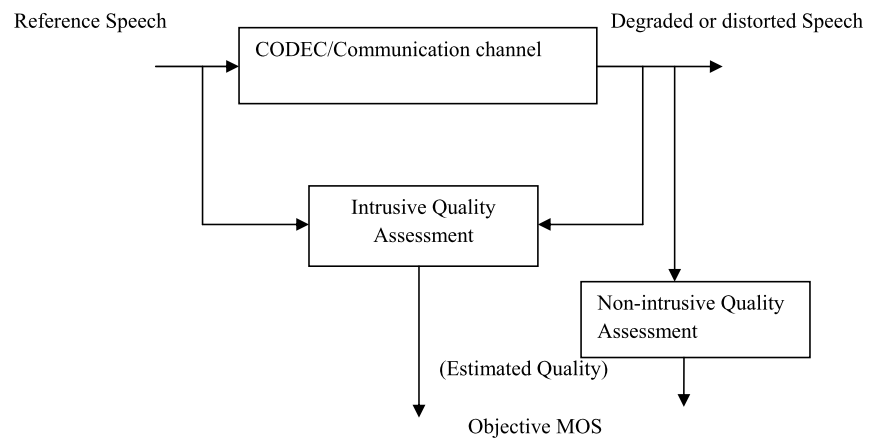 Reference Speech
Degraded or distorted Speech
CODEC/Communication channel
Intrusive Quality
Assessment
Non-intrusive Quality
Assessment
(Estimated Quality)
Objective MOS